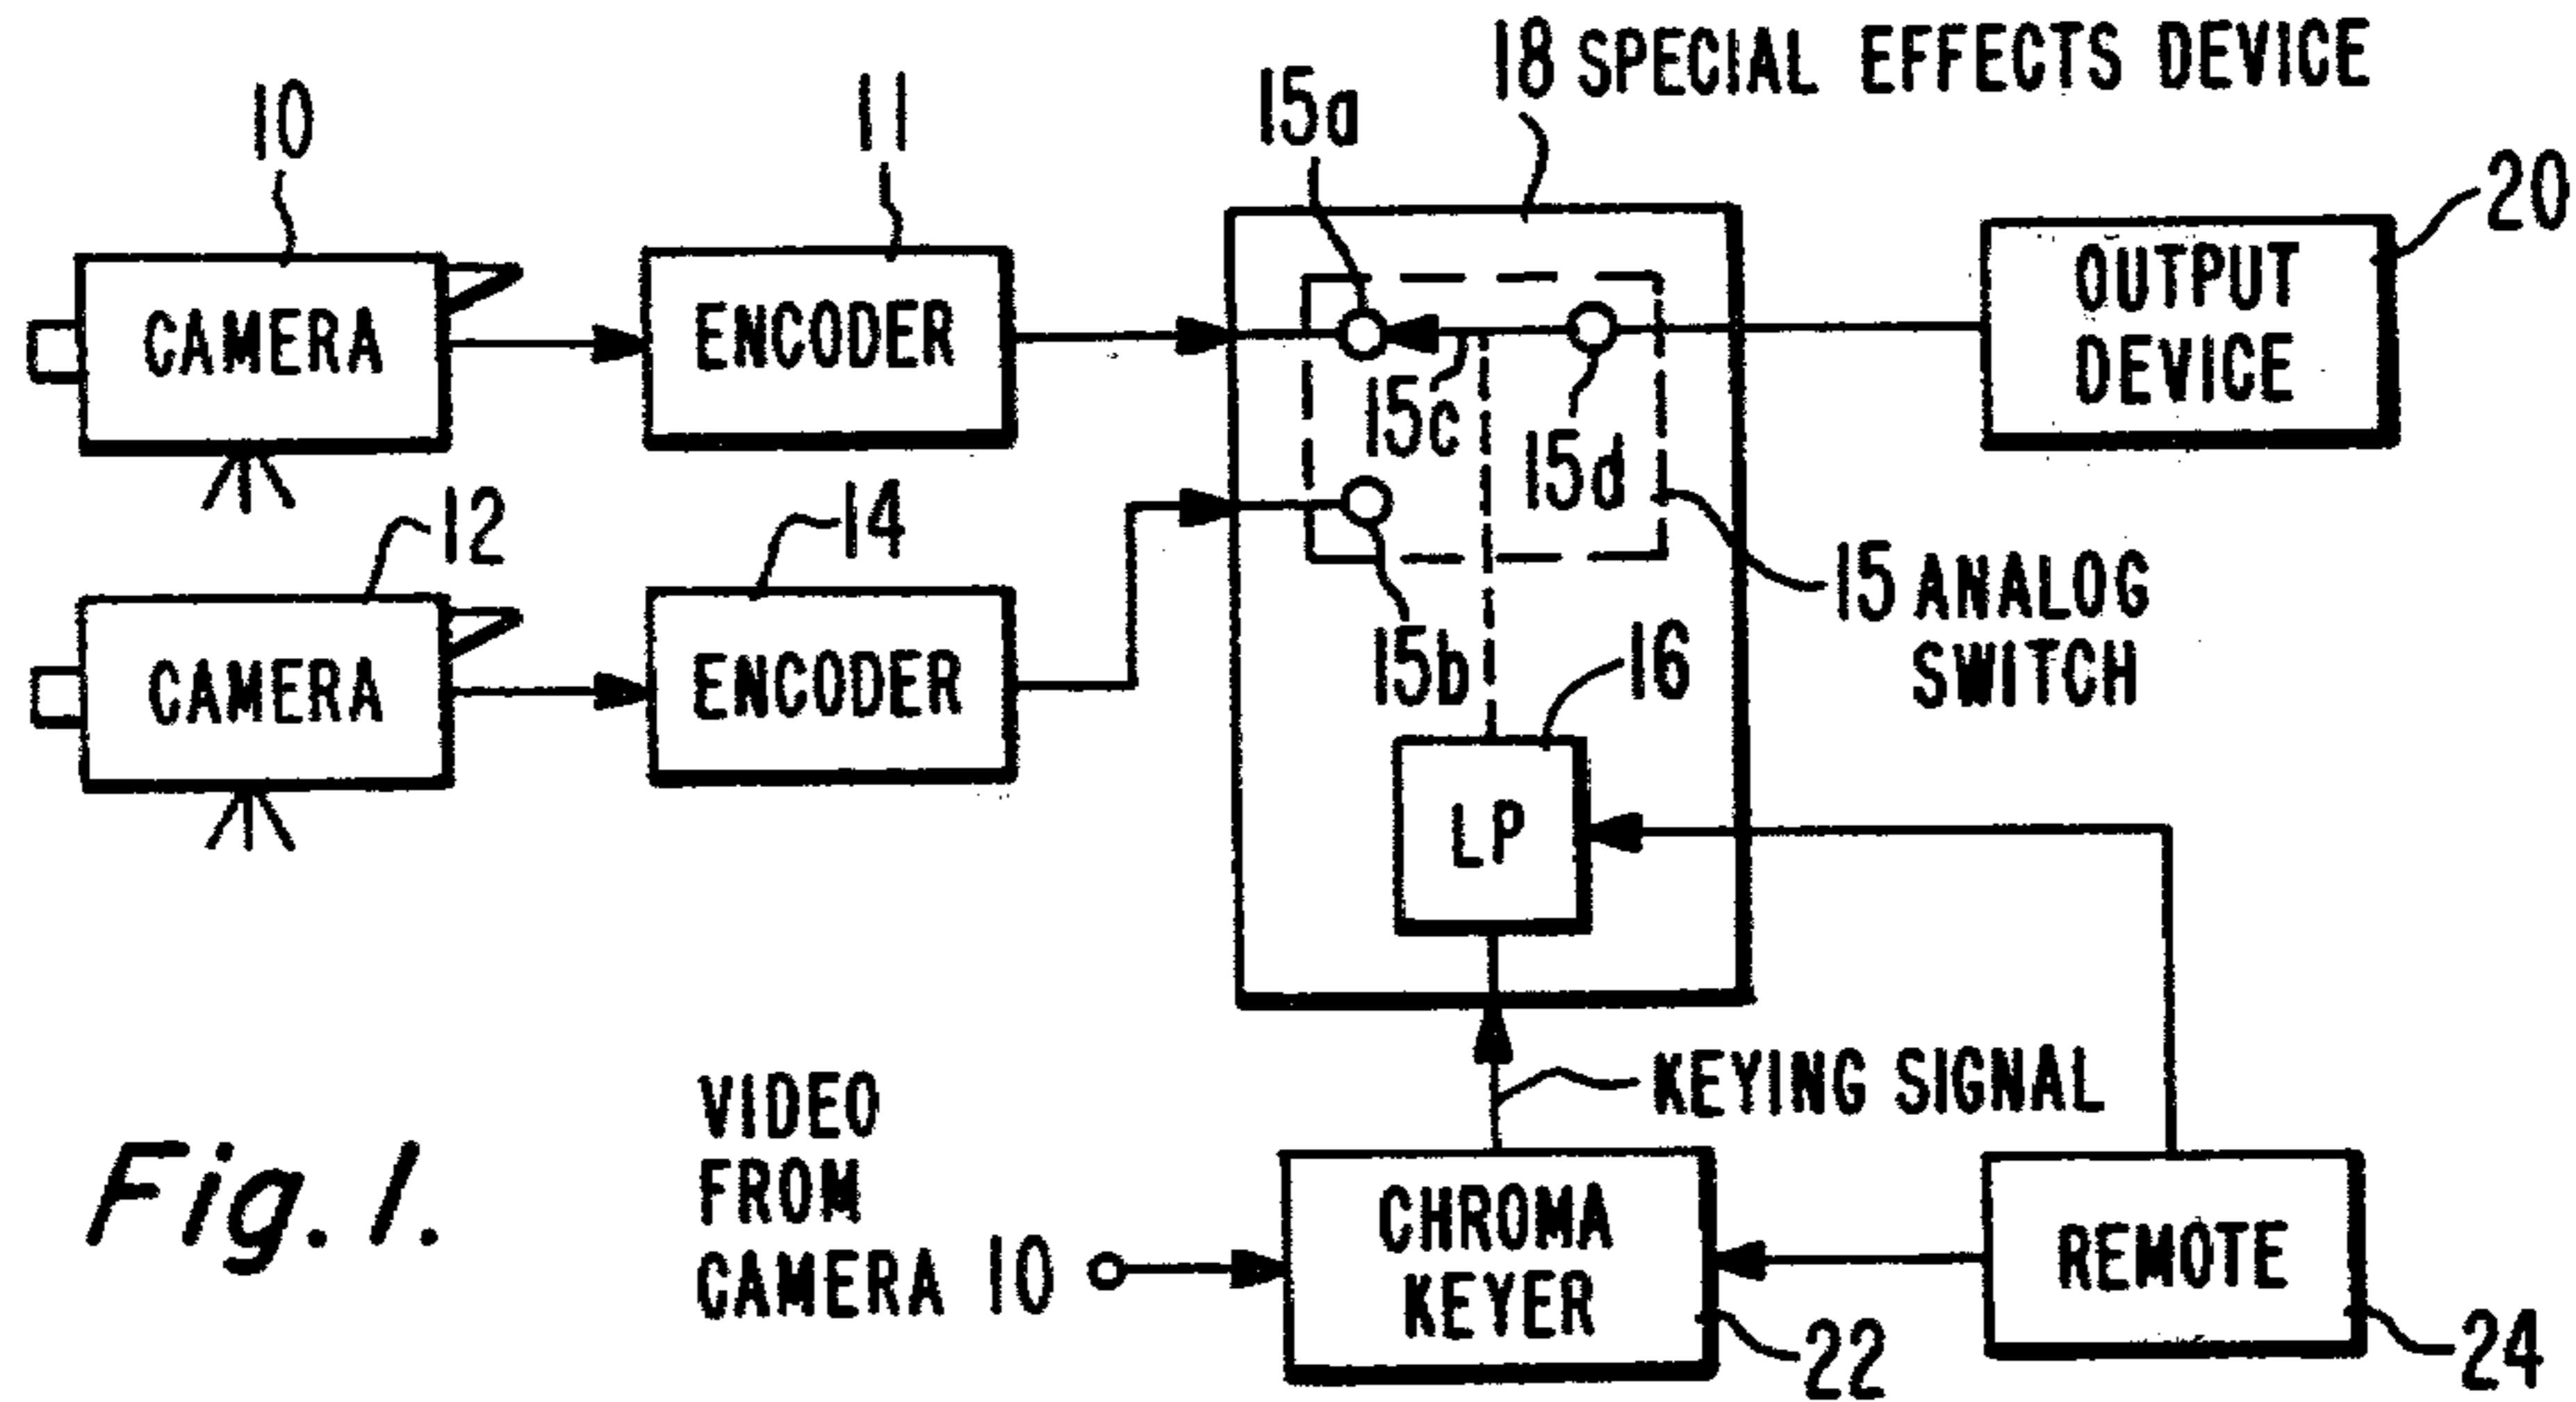 18 SPECIAL EFFECTS DEVICE
10
11
15a
20
CAMERA
ENCODER
OUTPUT
DEVICE
15c
15d
12
14
15b
15 ANALOG
SWITCH
CAMERA
ENCODER
16
LP
KEYING SIGNAL
VIDEO
FROM
CAMERA 10
CHROMA
KEYER
REMOTE
22
24
Fig. 1.